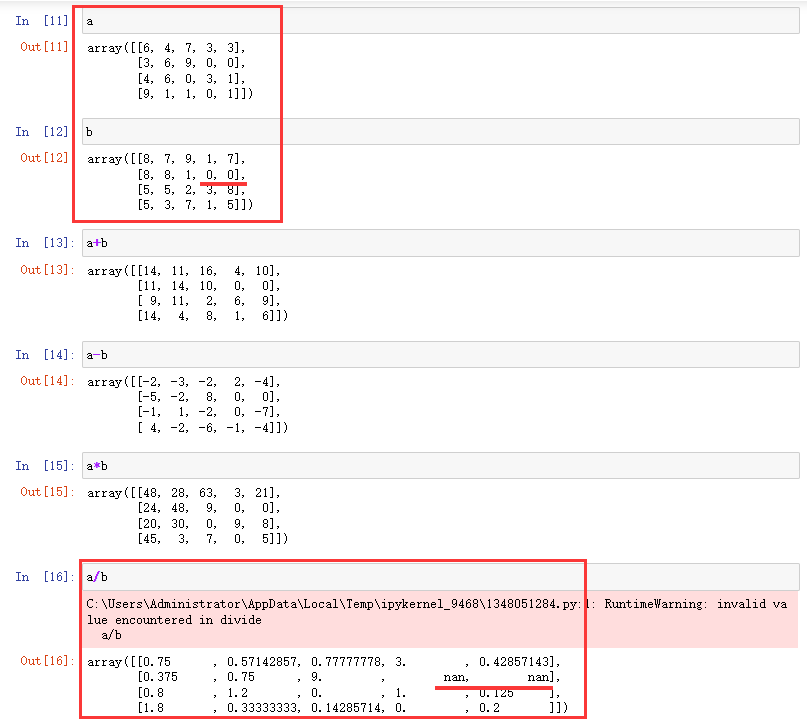 In [11] a
Out[11] array([[6, 4, 7, 3, 3],
[3, 6, 9, 0, 0],
[4, 6, 0, 3, 1],
[9, 1, 1, 0, 1]])
In [12] b
Out[12] array([[8, 7, 9, 1, 7],
[8, 8, 1, 0, 0],
[5, 5, 2, 3, 8],
[5, 3, 7, 1, 5]])
In [13]: a+b
Out[13]: array([[14, 11, 16, 4, 10],
[11, 14, 10, 0, 0],
[ 9, 11, 2, 6, 9],
[14, 4, 8, 1, 6]])
In [14]: a-b
Out[14]: array([[-2, -3, -2, 2, -4],
[-5, -2, 8, 0, 0],
[-1, 1, -2, 0, -7],
[ 4, -2, -6, -1, -4]])
In [15]: a*b
Out[15]: array([[48, 28, 63, 3, 21],
[24, 48, 9, 0, 0],
[20, 30, 0, 9, 8],
[45, 3, 7, 0, 5]])
In [16]: a/b
C:\Users\Administrator\AppData\Local\Temp\ipykernel_9468\1348051284.py:1: RuntimeWarning: invalid va
lue encountered in divide
a/b
Out[16]: array([[0.75 , 0.57142857, 0.77777778, 3. , 0.42857143],
[0.375 , 0.75 , 9. , nan, nan],
[0.8 , 1.2 , 0. , 1. , 0.125 ],
[1.8 , 0.33333333, 0.14285714, 0. , 0.2 ]])